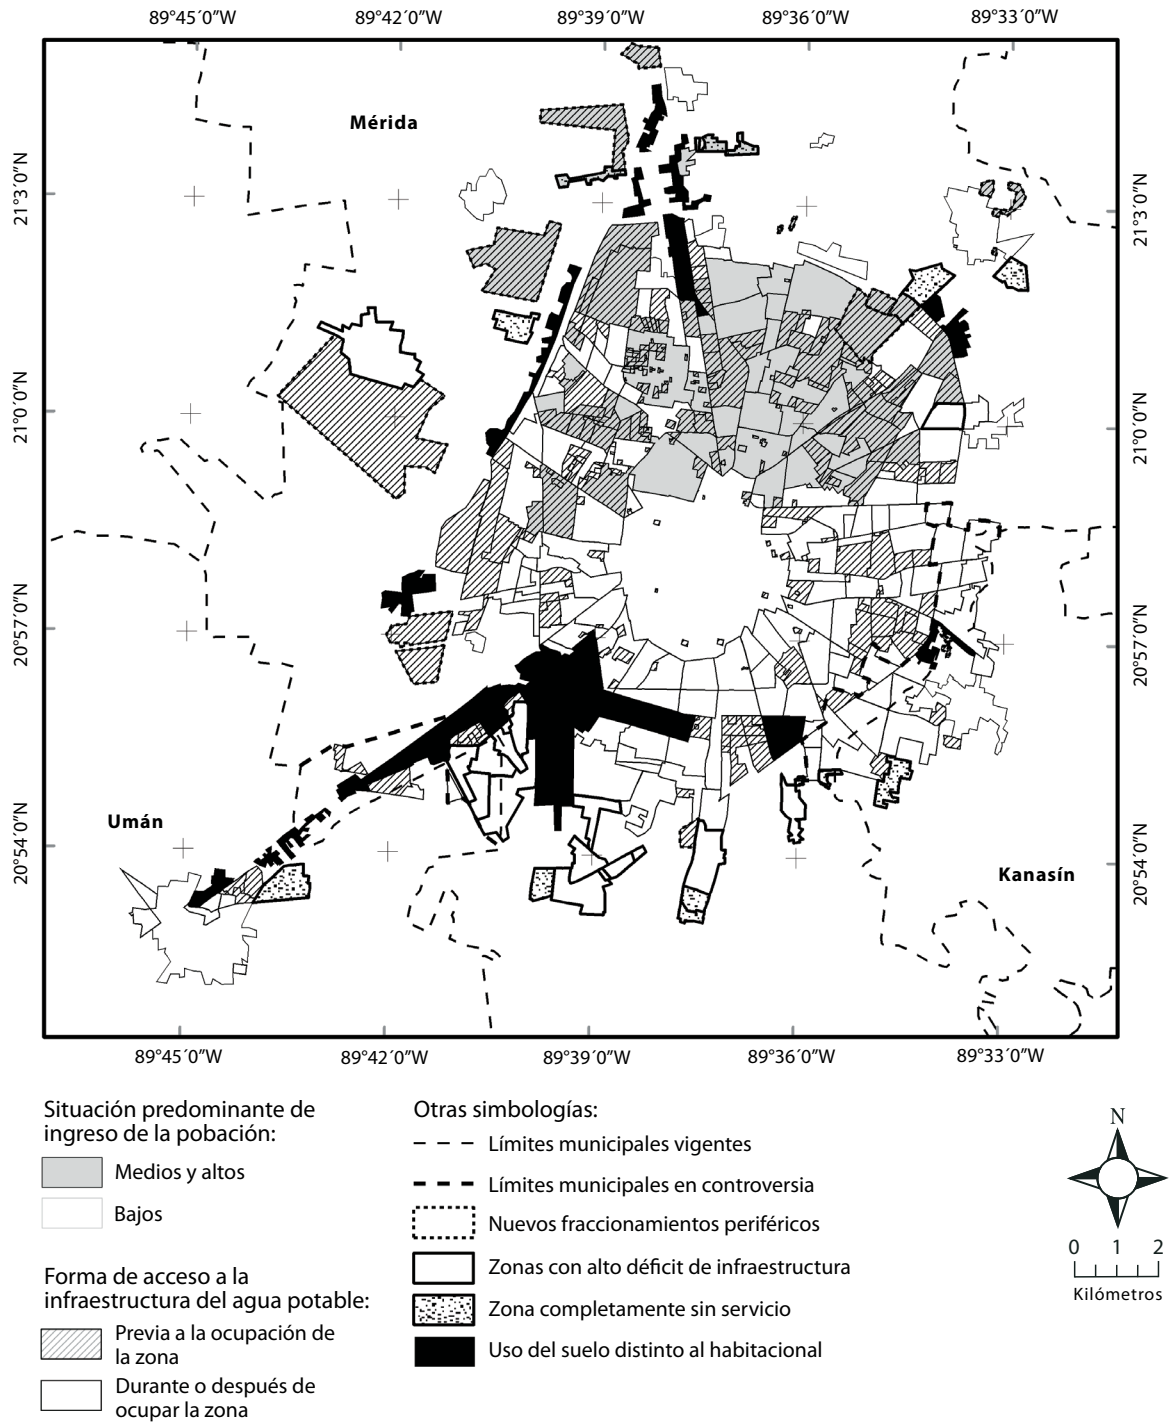 89°45´0"W 89°42´0"W 89°39´0"W 89°36´0"W 89°33´0"W
Mérida
21°3´0"N
21°3´0"N
21°0´0"N
21°0´0"N
20°57´0"N
20°57´0"N
Umán
20°54´0"N
20°54´0"N
Kanasín
89°45´0"W 89°42´0"W 89°39´0"W 89°36´0"W 89°33´0"W
Situación predominante de
ingreso de la pobación:
Medios y altos
Bajos
Forma de acceso a la
infraestructura del agua potable:
Previa a la ocupación de
la zona
Durante o después de
ocupar la zona
Otras simbologías:
Límites municipales vigentes
Límites municipales en controversia
Nuevos fraccionamientos periféricos
Zonas con alto déficit de infraestructura
Zona completamente sin servicio
Uso del suelo distinto al habitacional
N
0 1 2
Kilómetros